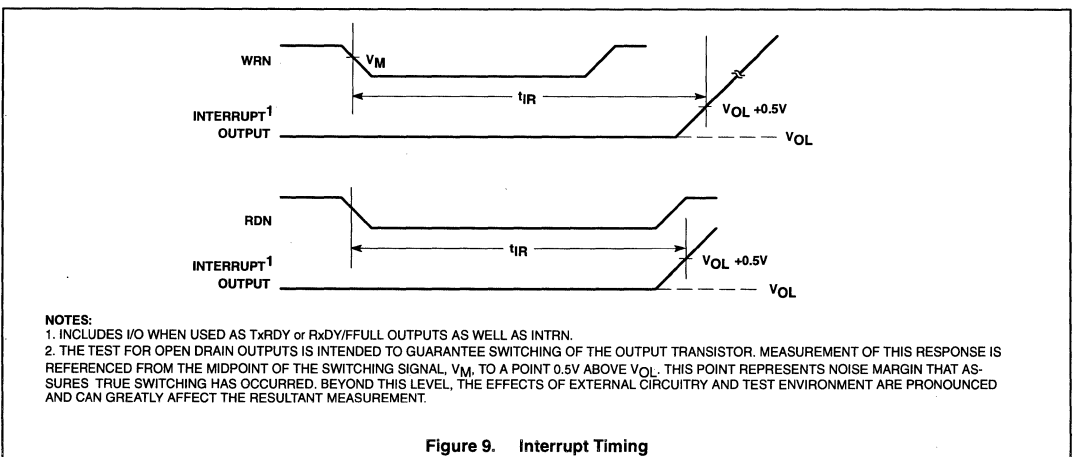 WRN
VM
tIR
INTERRUPT1
OUTPUT
VOL +0.5V
VOL
RDN
tIR
INTERRUPT1
OUTPUT
VOL +0.5V
VOL
NOTES:
1. INCLUDES I/O WHEN USED AS TxRDY or RxDY/FFULL OUTPUTS AS WELL AS INTRN.
2. THE TEST FOR OPEN DRAIN OUTPUTS IS INTENDED TO GUARANTEE SWITCHING OF THE OUTPUT TRANSISTOR. MEASUREMENT OF THIS RESPONSE IS
REFERENCED FROM THE MIDPOINT OF THE SWITCHING SIGNAL, VM, TO A POINT 0.5V ABOVE VOL. THIS POINT REPRESENTS NOISE MARGIN THAT AS-
SURES TRUE SWITCHING HAS OCCURRED. BEYOND THIS LEVEL, THE EFFECTS OF EXTERNAL CIRCUITRY AND TEST ENVIRONMENT ARE PRONOUNCED
AND CAN GREATLY AFFECT THE RESULTANT MEASUREMENT.
Figure 9. Interrupt Timing